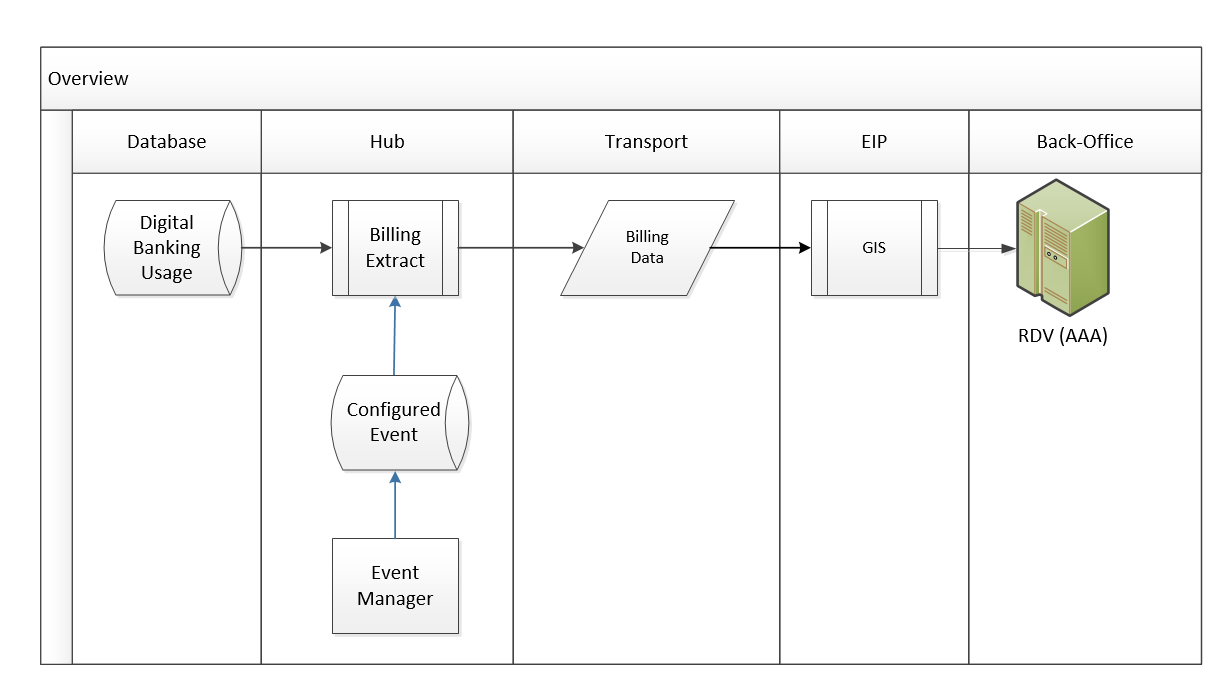 Overview
Database
Hub
Transport
EIP
Back-Office
Digital
Banking
Usage
Billing
Extract
Billing
Data
GIS
RDV (AAA)
Configured
Event
Event
Manager